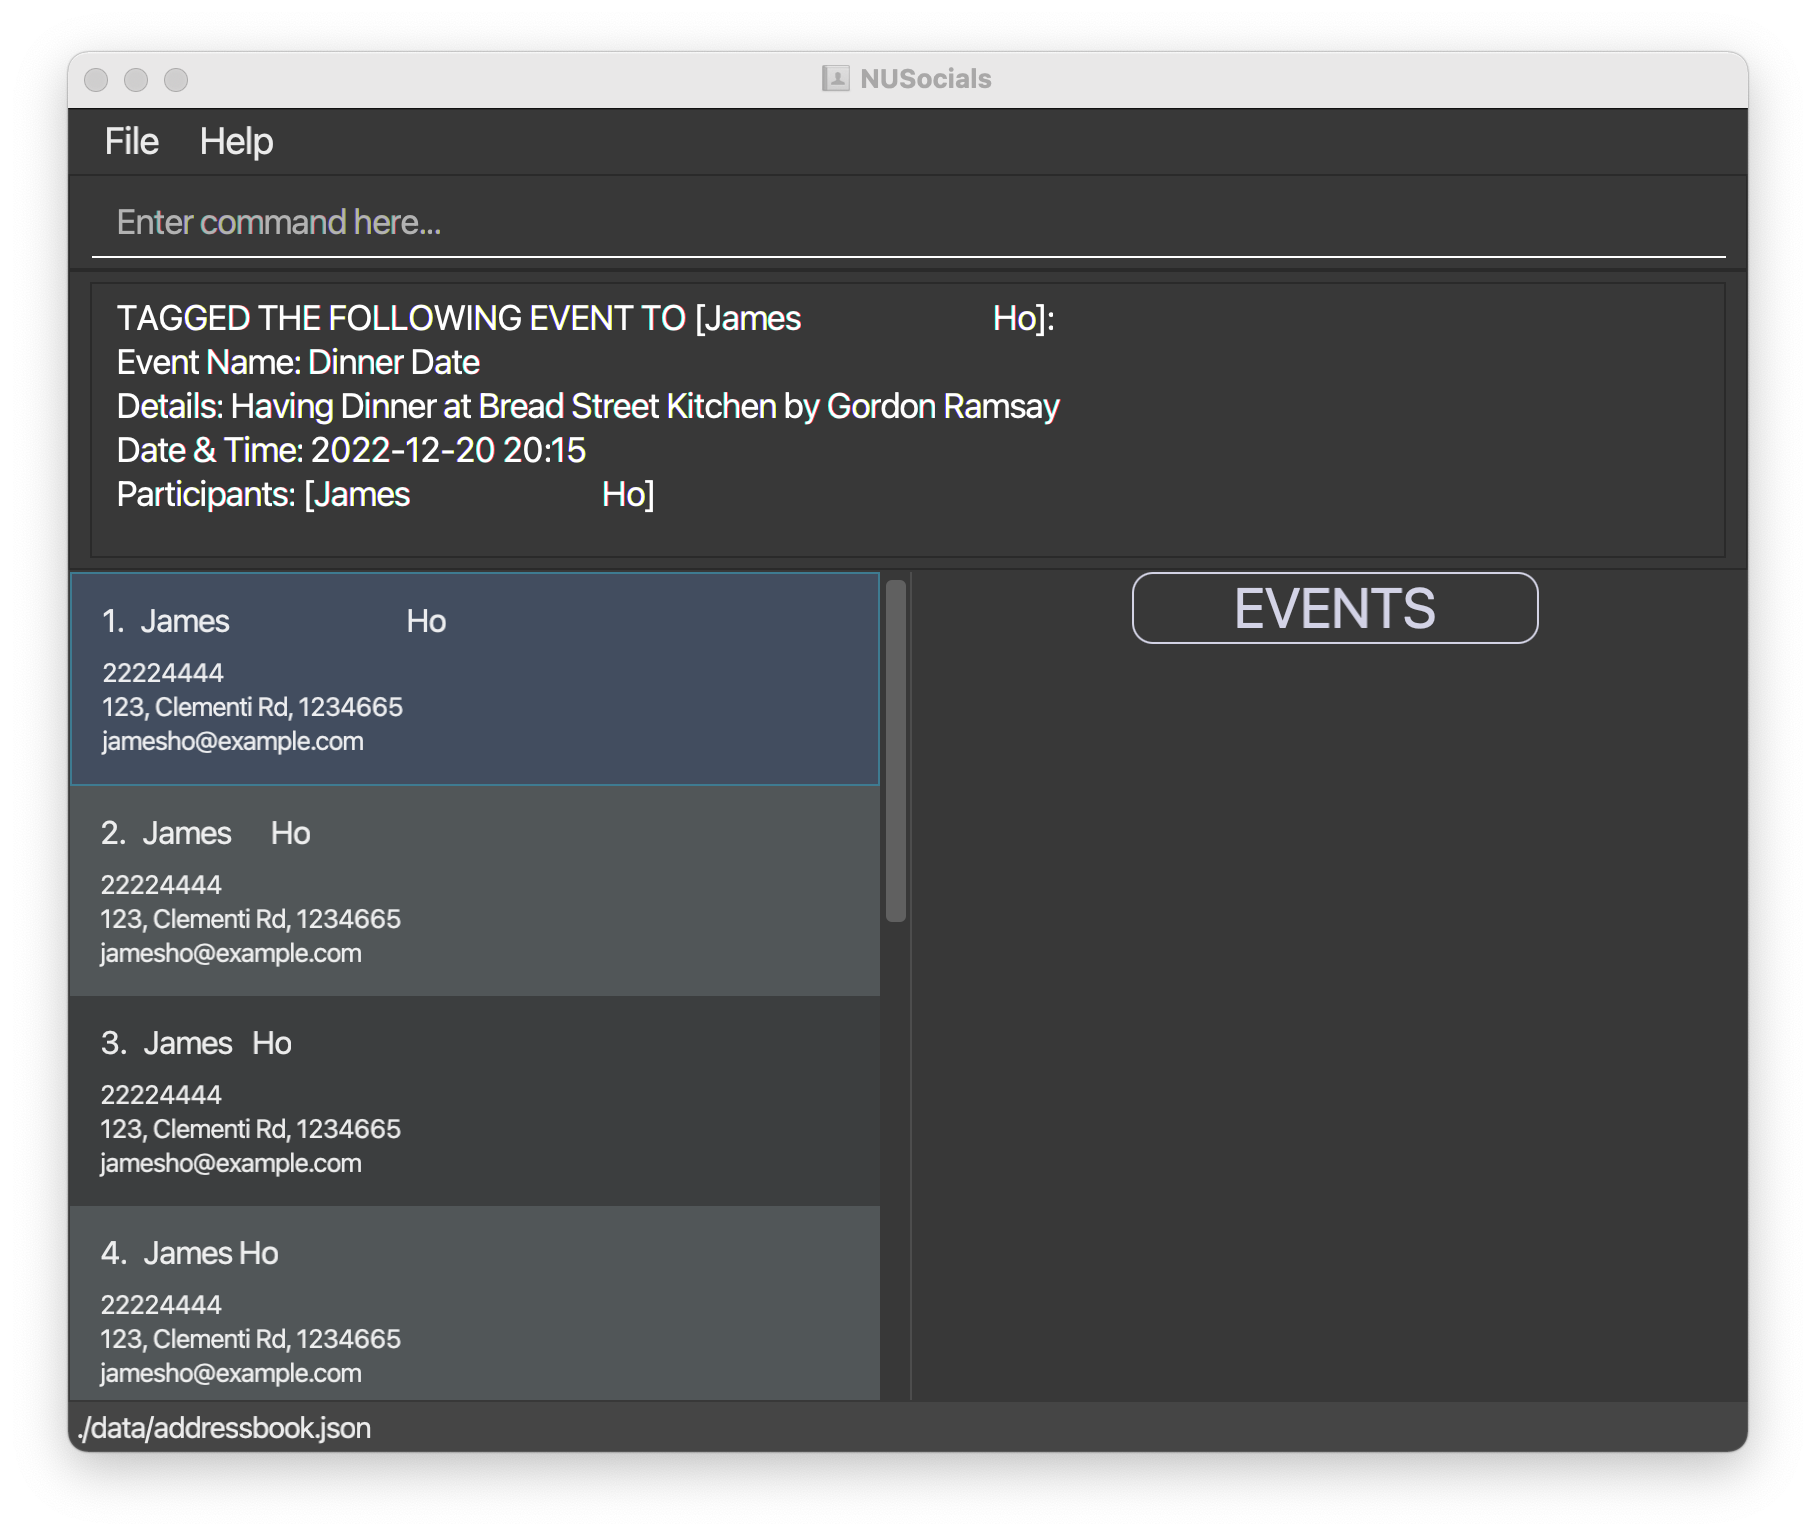 NUSocials
File Help
Enter command here...
TAGGED THE FOLLOWING EVENT TO [James                    Ho]:
Event Name: Dinner Date
Details: Having Dinner at Bread Street Kitchen by Gordon Ramsay
Date & Time: 2022-12-20 20:15
Participants: [James                    Ho]
1. James                    Ho
22224444
123, Clementi Rd, 1234665
jamesho@example.com
2. James    Ho
22224444
123, Clementi Rd, 1234665
jamesho@example.com
3. James  Ho
22224444
123, Clementi Rd, 1234665
jamesho@example.com
4. James Ho
22224444
123, Clementi Rd, 1234665
jamesho@example.com
EVENTS
./data/addressbook.json